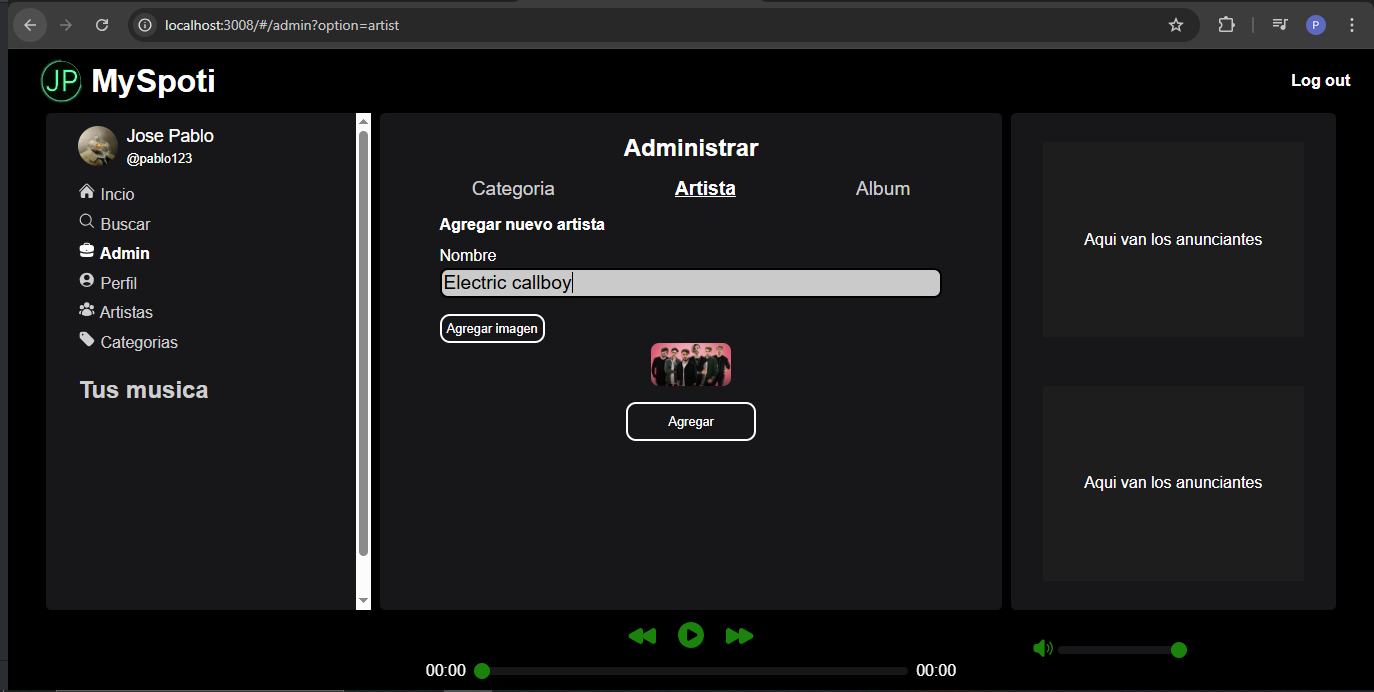 localhost:3008/#/admin?option=artist
P
JP MySpoti
Log out
Jose Pablo
@pablo123
Incio
Buscar
Admin
Perfil
Artistas
Categorias
Tus musica
Administrar
Categoria Artista Album
Agregar nuevo artista
Nombre
Electric callboy
Agregar imagen
Agregar
Aqui van los anunciantes
Aqui van los anunciantes
00:00 00:00